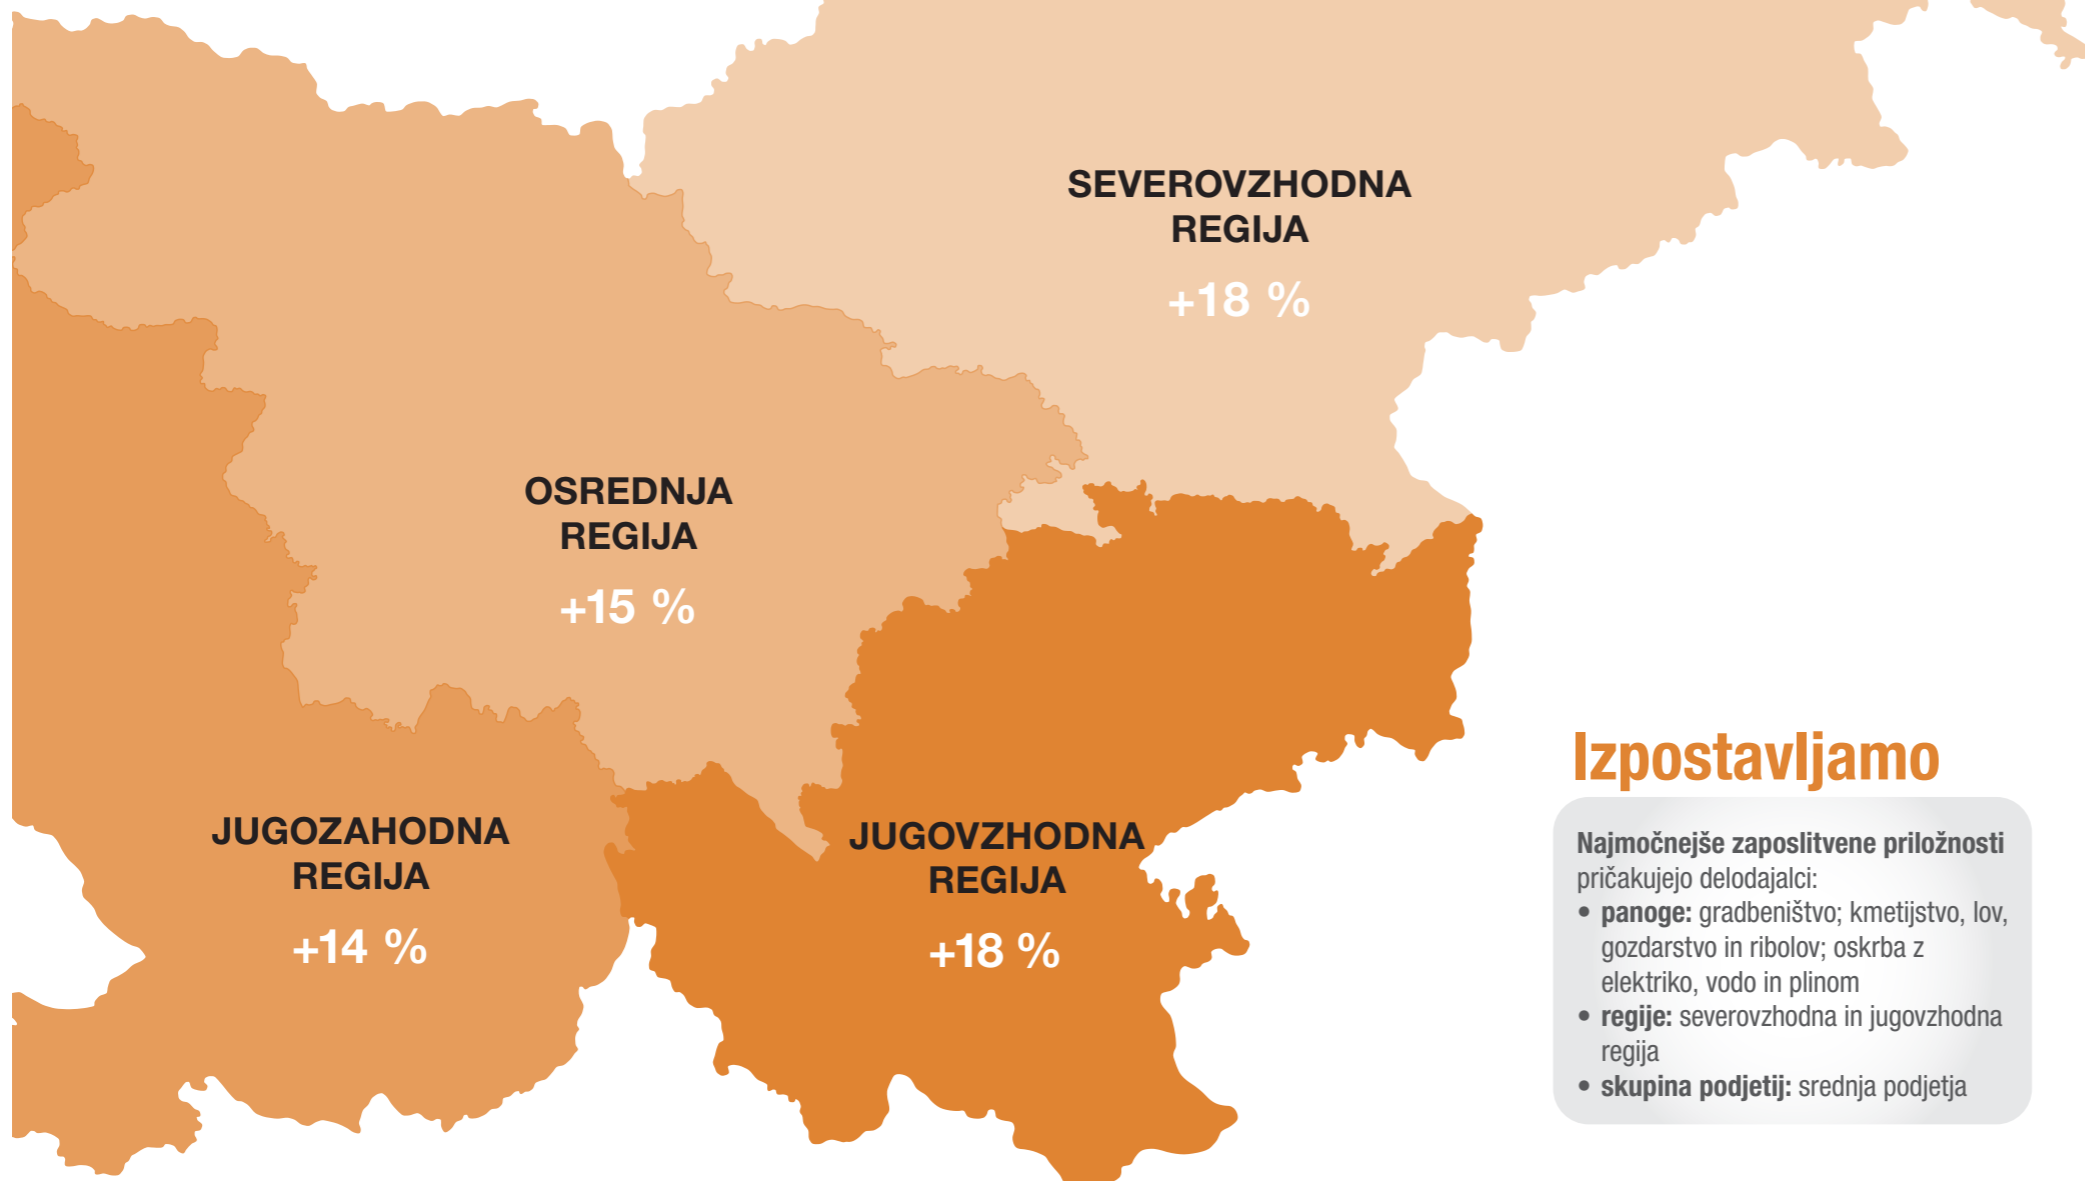 SEVEROVZHODNA
REGIJA
+18 %
OSREDNJA
REGIJA
+15 %
JUGOZAHODNA
REGIJA
+14 %
JUGOVZHODNA
REGIJA
+18 %
Izpostavljamo
Najmočnejše zaposlitvene priložnosti
pričakujejo delodajalci:
• panoge: gradbeništvo; kmetijstvo, lov,
gozdarstvo in ribolov; oskrba z
elektriko, vodo in plinom
• regije: severovzhodna in jugovzhodna
regija
• skupina podjetij: srednja podjetja